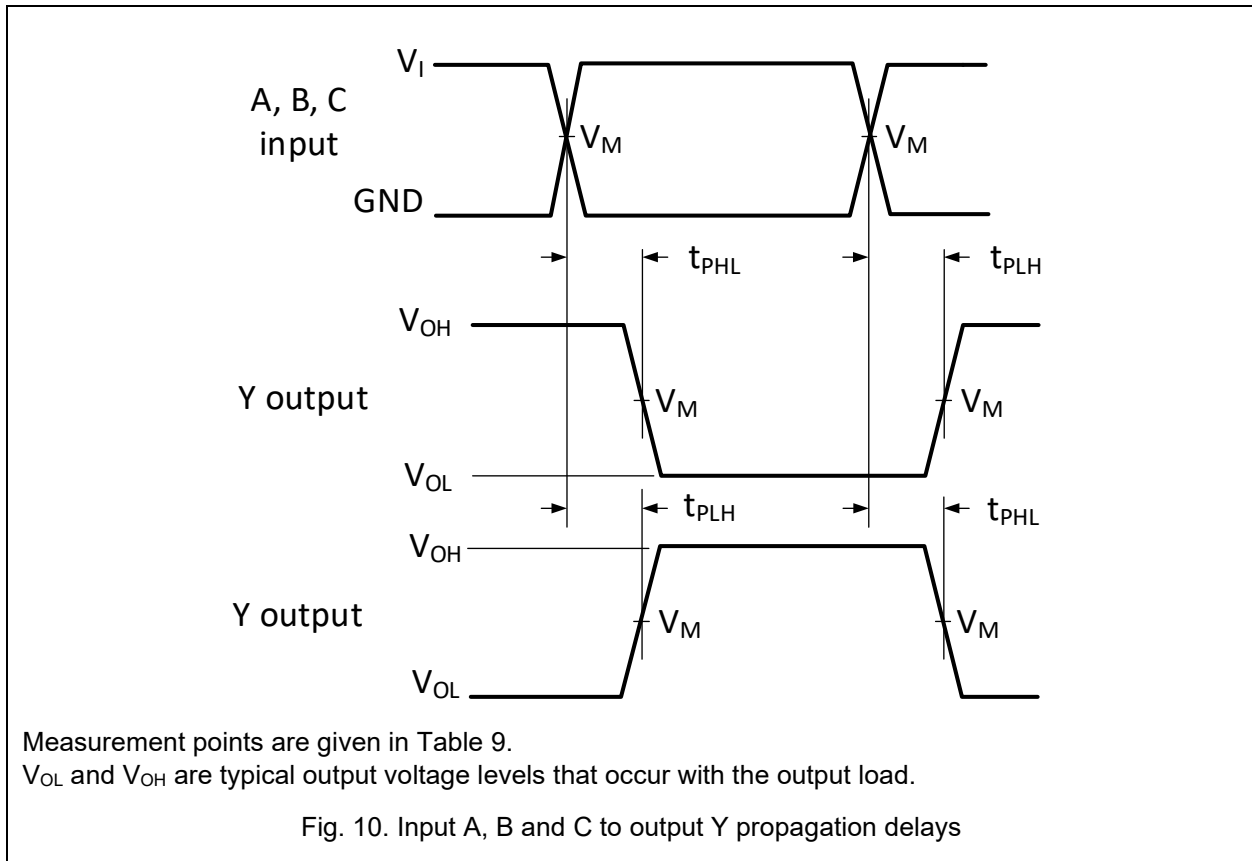 V_I
A, B, C
input
V_M V_M
GND
t_PHL t_PLH
V_OH
Y output
V_M V_M
V_OL
t_PLH t_PHL
V_OH
Y output
V_M V_M
V_OL
Measurement points are given in Table 9.
V_OL and V_OH are typical output voltage levels that occur with the output load.
Fig. 10. Input A, B and C to output Y propagation delays